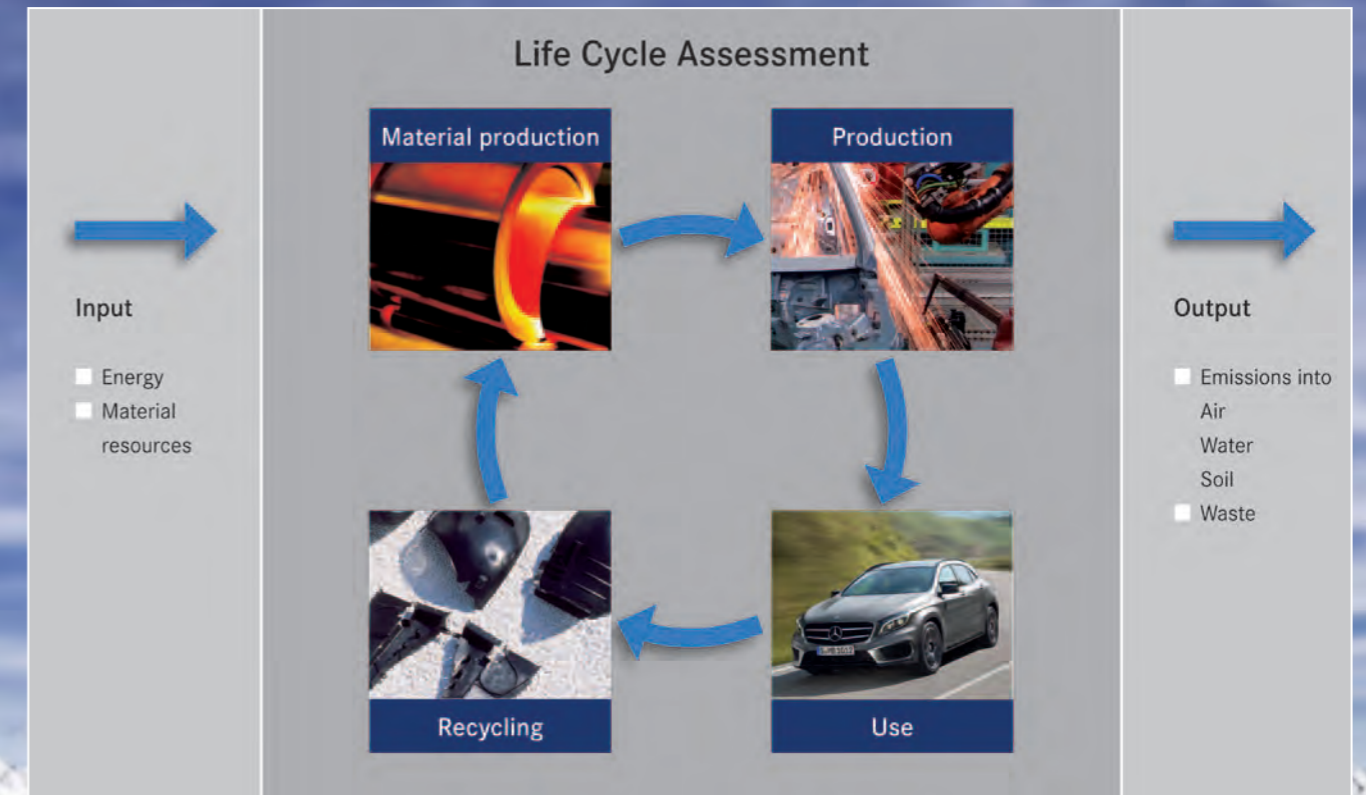 Life Cycle Assessment
Material production
Production
Input
Energy
Material
resources
Output
Emissions into
Air
Water
Soil
Waste
Recycling
Use